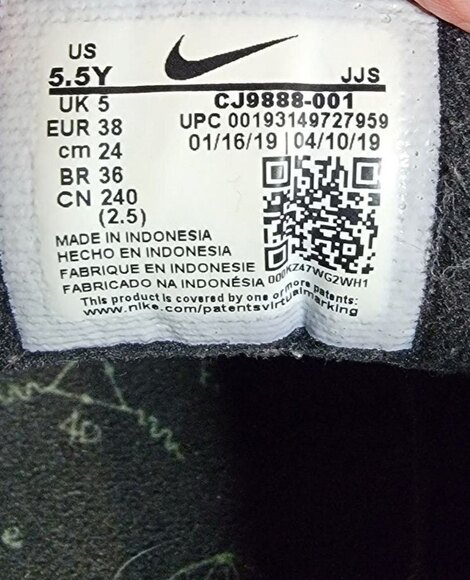 US
5.5Y
JJS
UK 5
CJ9888-001
EUR 38
UPC 00193149727959
cm 24
01/16/19 | 04/10/19
BR 36
CN 240
(2.5)
MADE IN INDONESIA
HECHO EN INDONESIA
FABRIQUE EN INDONESIE
FABRICADO NA INDONÉSIA
000KZ47WG2WH1
This product is covered by one or more patents:
www.nike.com/patentsvirtualmarking
40
e